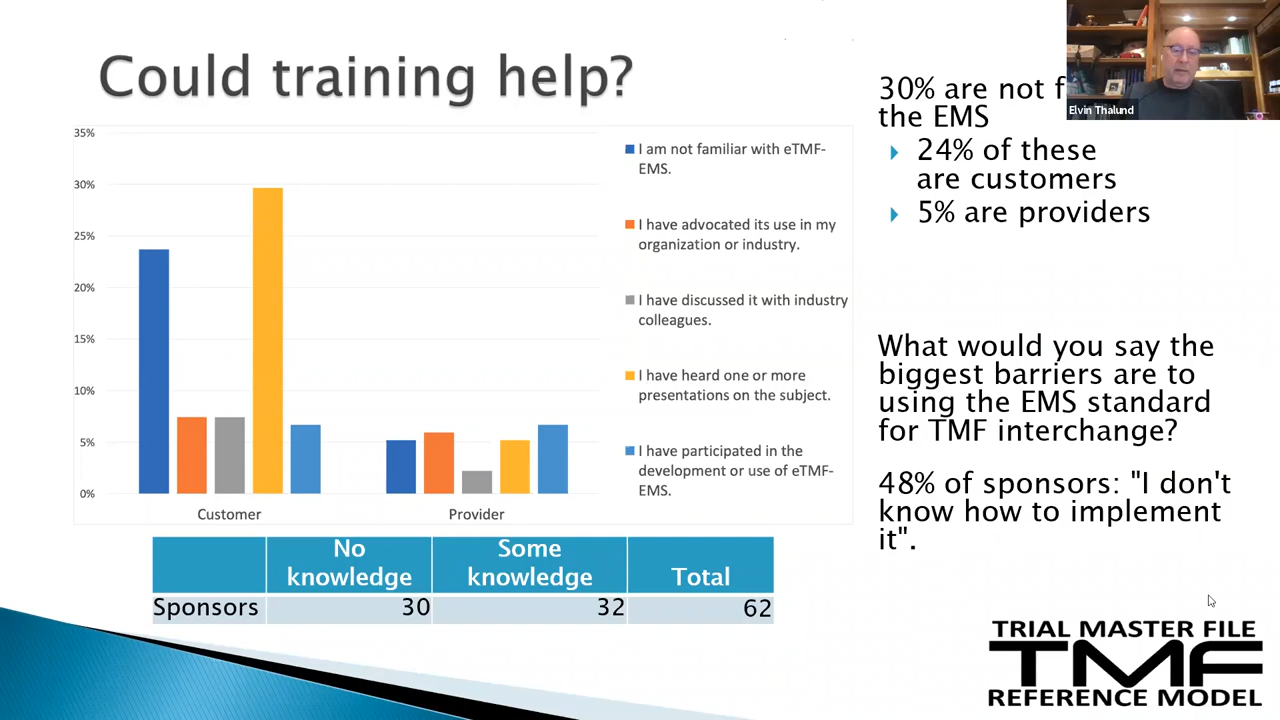 Could training help?
35%
30%
25%
20%
15%
10%
5%
0%
Customer
Provider
I am not familiar with eTMF-
EMS.
I have advocated its use in my
organization or industry.
I have discussed it with industry
colleagues.
I have heard one or more
presentations on the subject.
I have participated in the
development or use of eTMF-
EMS.
No knowledge
Some knowledge
Total
Sponsors 30 32 62
30% are not
the EMS
24% of these
are customers
5% are providers
What would you say the
biggest barriers are to
using the EMS standard
for TMF interchange?
48% of sponsors: "I don't
know how to implement
it".
Elvin Thalund
TRIAL MASTER FILE
TMF
REFERENCE MODEL